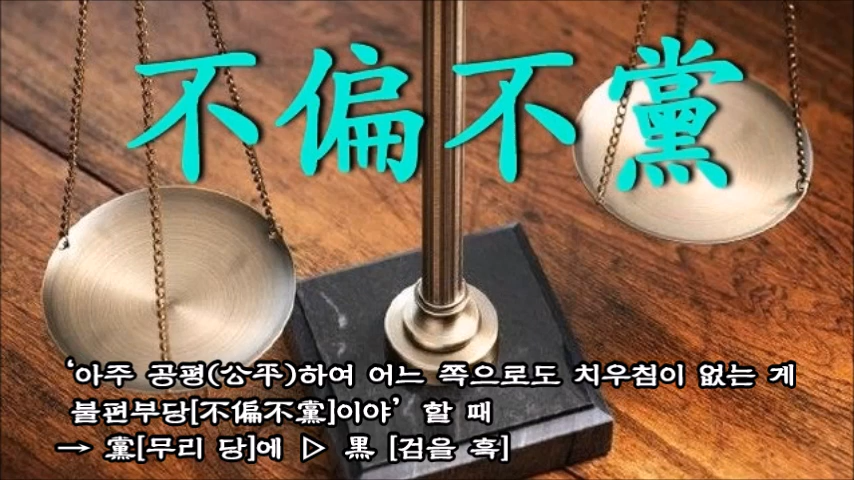 不偏不黨
‘아주 공평(公平)하여 어느 쪽으로도 치우침이 없는 게
불편부당[不偏不黨]이야’ 할 때
→ 黨[무리 당]에 ▷ 黑 [검을 흑]